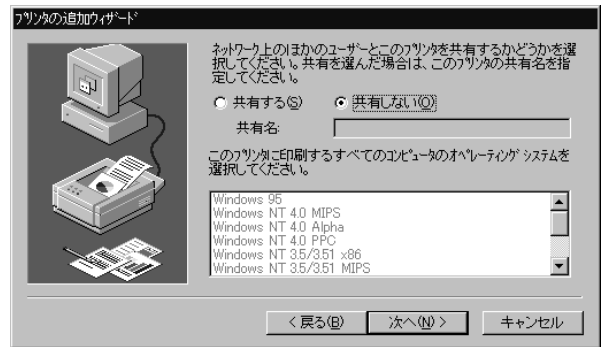 ﾌﾟﾘﾝﾀの追加ｳｨｻﾞｰﾄﾞ
ﾈｯﾄﾜｰｸ上のほかのﾕｰｻﾞｰとこのﾌﾟﾘﾝﾀを共有するかどうかを選
択してください。共有を選んだ場合は、このﾌﾟﾘﾝﾀの共有名を指
定してください。
共有する(S) 共有しない(O)
共有名:
このﾌﾟﾘﾝﾀに印刷するすべてのｺﾝﾋﾟｭｰﾀのｵﾍﾟﾚｰﾃｨﾝｸﾞ ｼｽﾃﾑを
選択してください。
Windows 95
Windows NT 4.0 MIPS
Windows NT 4.0 Alpha
Windows NT 4.0 PPC
Windows NT 3.5/3.51 x86
Windows NT 3.5/3.51 MIPS
< 戻る(B) 次へ(N) > キャンセル